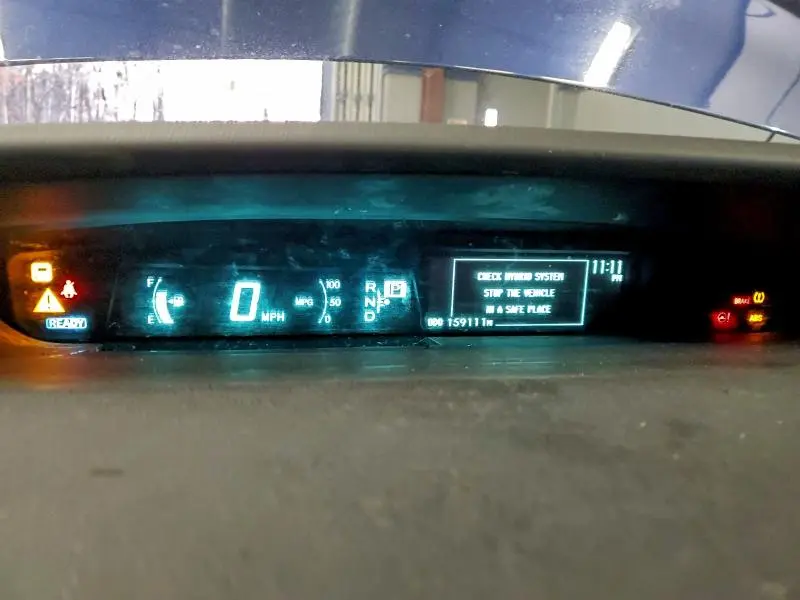 READY
F
E
0 MPH
MPG
100
50
0
R
N
D
P
CHECK HYBRID SYSTEM
STOP THE VEHICLE
IN A SAFE PLACE
11:11
PM
ODO 159111M
BRAKE
ABS